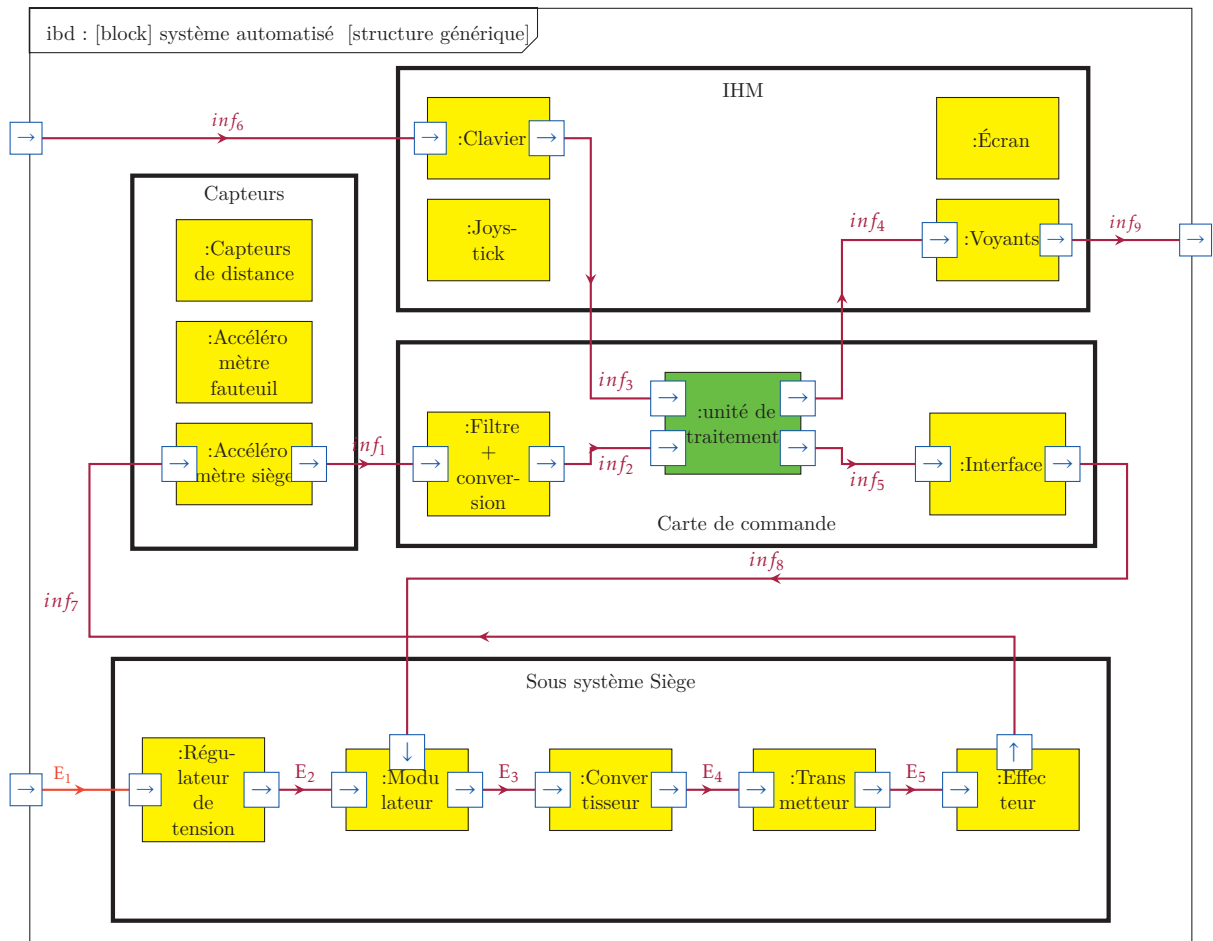 ibd : [block] système automatisé [structure générique]
IHM
inf₆
:Clavier
:Écran
Capteurs
:Capteurs
de distance
:Joys-
tick
inf₄
:Voyants
inf₉
:Accéléro
mètre
fauteuil
inf₃
:unité de
traitement
:Accéléro
mètre siège
inf₁
:Filtre
+
conver-
sion
inf₂
inf₅
:Interface
Carte de commande
inf₈
inf₇
Sous système Siège
E₁
:Régu-
lateur
de
tension
E₂
:Modu
lateur
E₃
:Conver
tisseur
E₄
:Trans
metteur
E₅
:Effec
teur